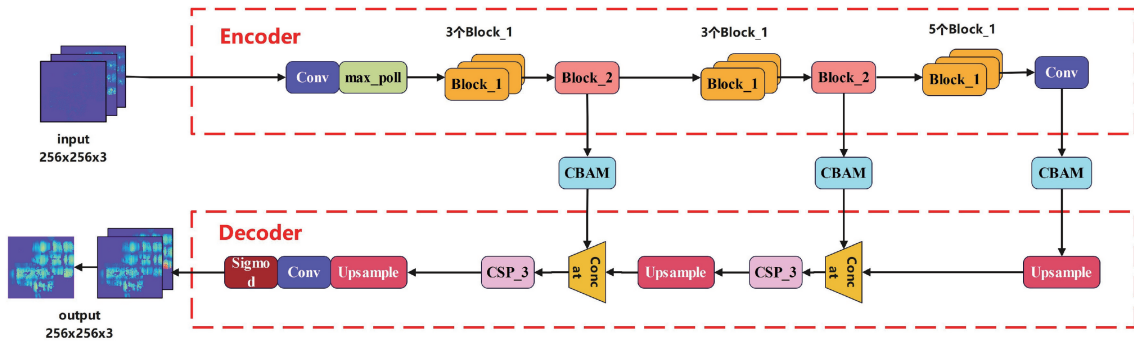 Encoder
3个Block_1
3个Block_1
5个Block_1
Conv
max_poll
Block_1
Block_2
Block_1
Block_2
Block_1
Conv
input
256x256x3
CBAM
CBAM
CBAM
Decoder
Sigmo
d
Conv
Upsample
CSP_3
Conc
at
Upsample
CSP_3
Conc
at
Upsample
output
256x256x3